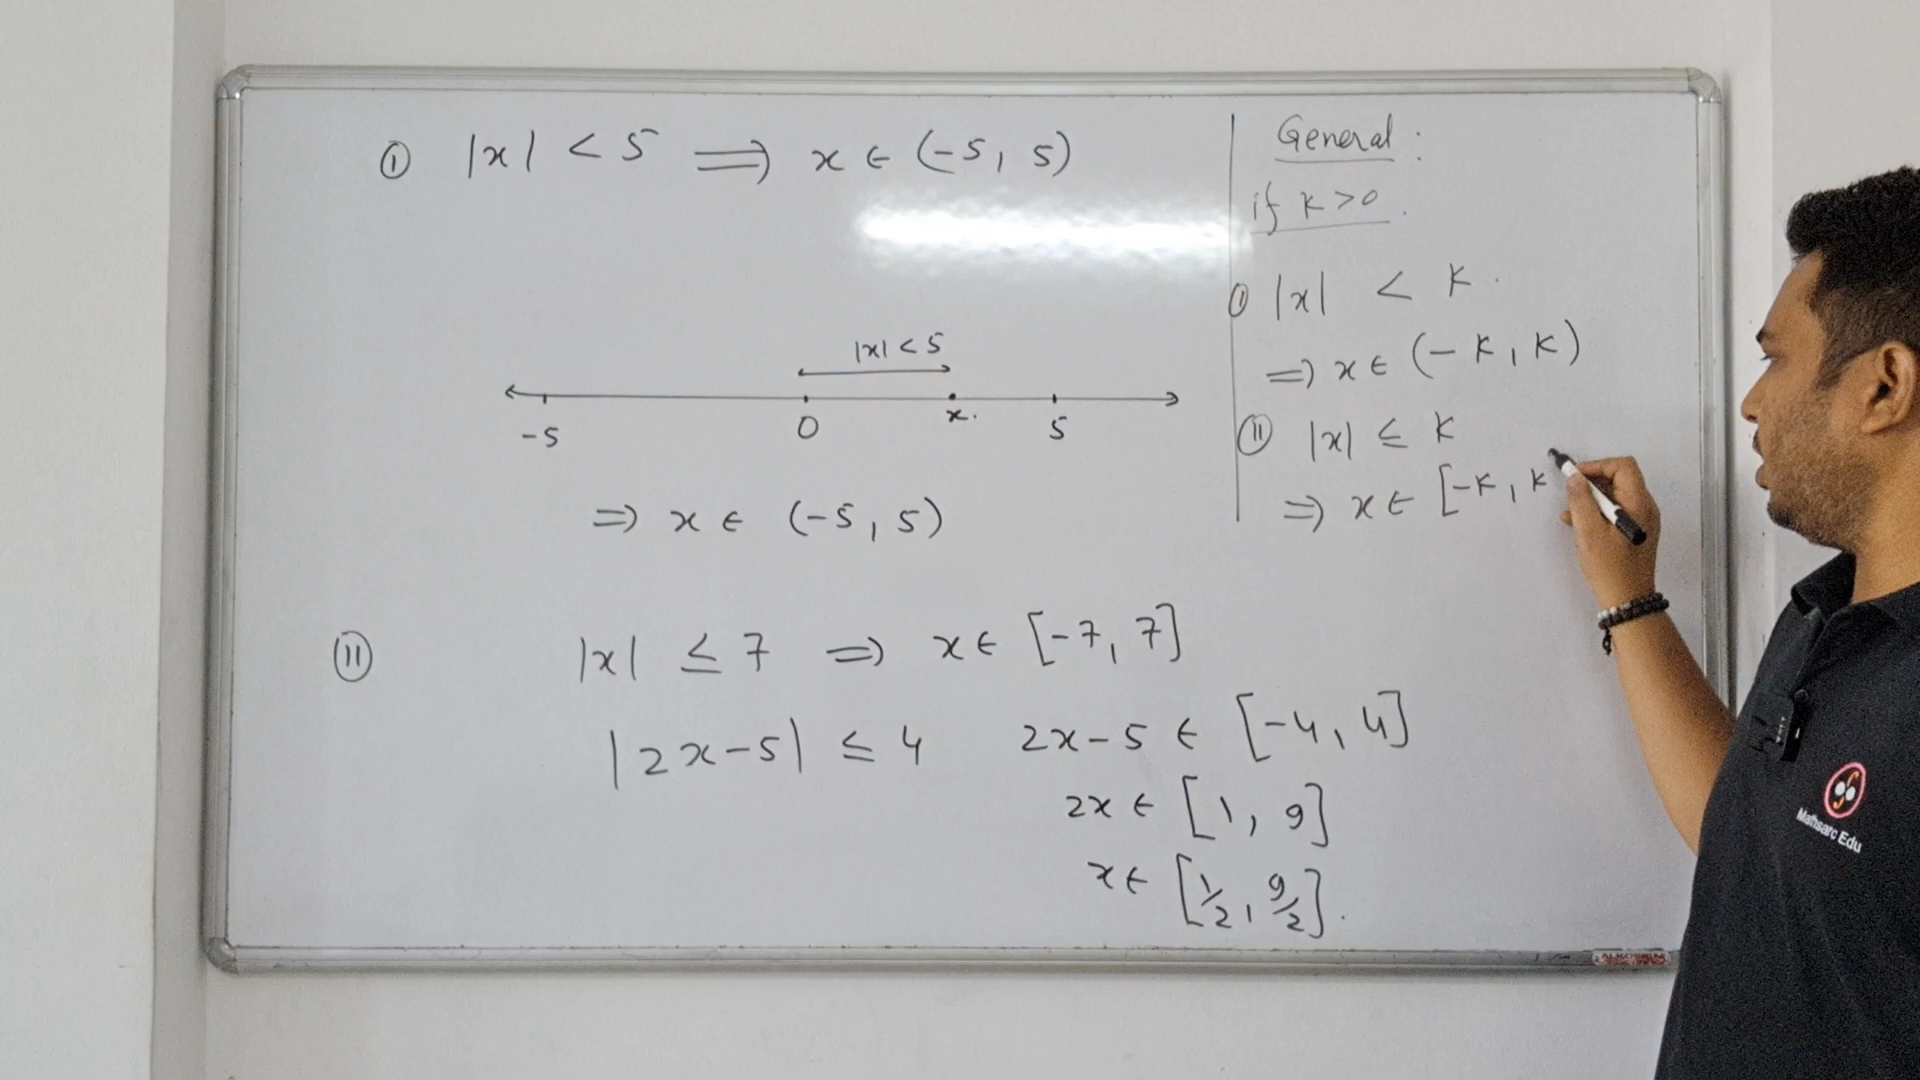 ① |x| < 5 ⟹ x ∈ (-5, 5)
|x| < 5
-5 0 x. 5
⇒ x ∈ (-5, 5)
⑪ |x| ≤ 7 ⇒ x ∈ [-7, 7]
|2x-5| ≤ 4 2x-5 ∈ [-4, 4]
2x ∈ [1, 9]
x ∈ [1/2, 9/2].
General :
if K>0.
① |x| < K.
⇒ x ∈ (-K, K)
⑪ |x| ≤ K
⇒ x ∈ [-K, K
Mathsarc Edu